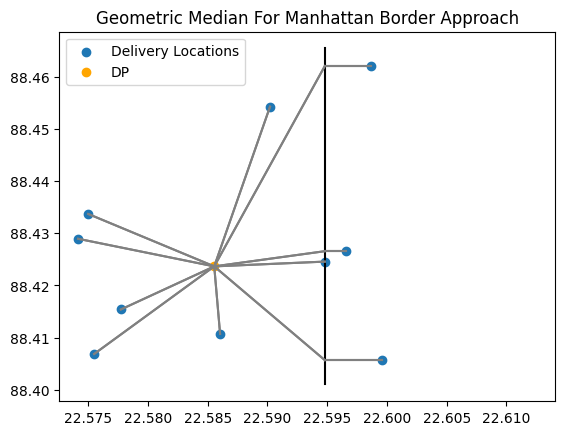 Geometric Median For Manhattan Border Approach
Delivery Locations
DP
88.46
88.45
88.44
88.43
88.42
88.41
88.40
22.575 22.580 22.585 22.590 22.595 22.600 22.605 22.610